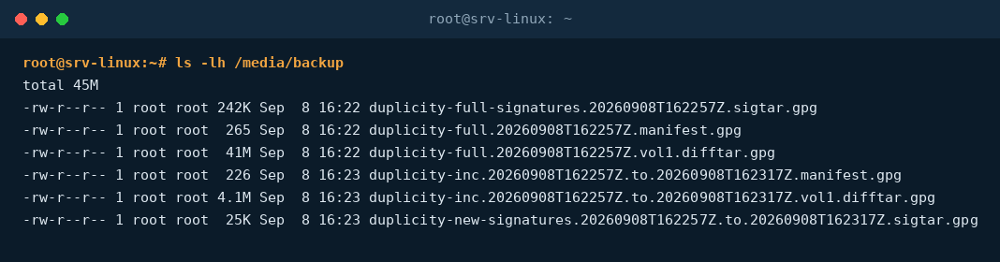 root@srv-linux: ~
root@srv-linux:~# ls -lh /media/backup
total 45M
-rw-r--r-- 1 root root 242K Sep  8 16:22 duplicity-full-signatures.20260908T162257Z.sigtar.gpg
-rw-r--r-- 1 root root  265 Sep  8 16:22 duplicity-full.20260908T162257Z.manifest.gpg
-rw-r--r-- 1 root root  41M Sep  8 16:22 duplicity-full.20260908T162257Z.vol1.difftar.gpg
-rw-r--r-- 1 root root  226 Sep  8 16:23 duplicity-inc.20260908T162257Z.to.20260908T162317Z.manifest.gpg
-rw-r--r-- 1 root root 4.1M Sep  8 16:23 duplicity-inc.20260908T162257Z.to.20260908T162317Z.vol1.difftar.gpg
-rw-r--r-- 1 root root  25K Sep  8 16:23 duplicity-new-signatures.20260908T162257Z.to.20260908T162317Z.sigtar.gpg